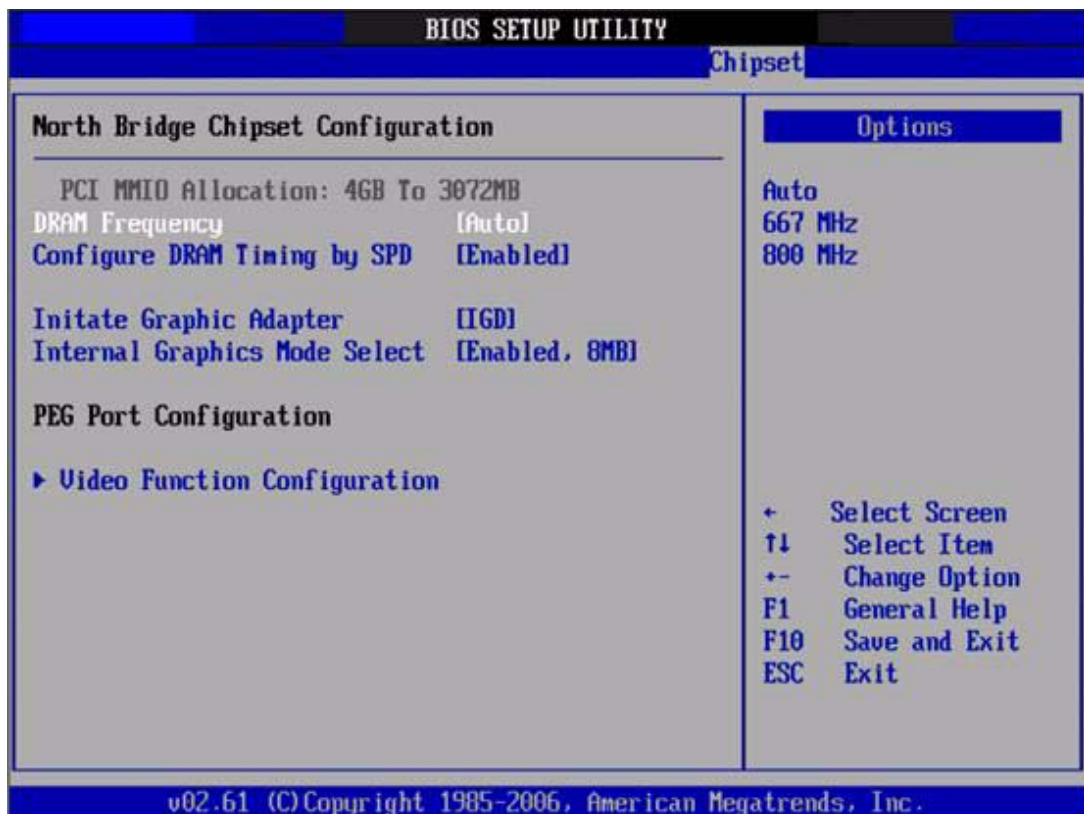 BIOS SETUP UTILITY
Chipset
North Bridge Chipset Configuration
PCI MMIO Allocation: 4GB To 3072MB
DRAM Frequency [Auto]
Configure DRAM Timing by SPD [Enabled]
Initate Graphic Adapter [IGD]
Internal Graphics Mode Select [Enabled, 8MB]
PEG Port Configuration
▶ Video Function Configuration
Options
Auto
667 MHz
800 MHz
← Select Screen
↑↓ Select Item
+- Change Option
F1 General Help
F10 Save and Exit
ESC Exit
v02.61 (C)Copyright 1985-2006, American Megatrends, Inc.